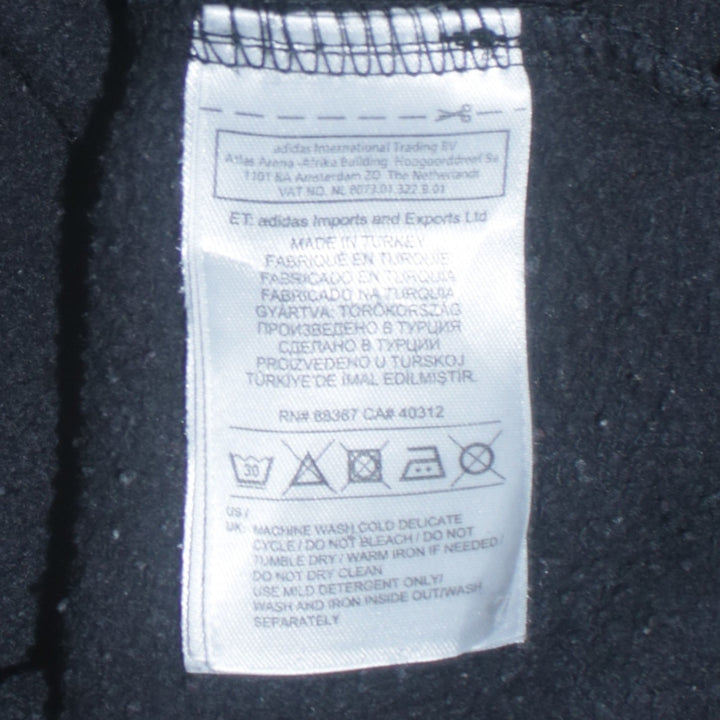 adidas International Trading BV
Atlas Arena -Afrika Building Hoogoorddreef 9a
1101 BA Amsterdam ZO The Netherlands
VAT NO. NL 8073.01.322.B.01
ET: adidas Imports and Exports Ltd
MADE IN TURKEY
FABRIQUÉ EN TURQUIE
FABRICADO EN TURQUIA
FABRICADO NA TURQUIA
GYÁRTVA: TÖRÖKORSZÁG
ПРОИЗВЕДЕНО В ТУРЦИЯ
СДЕЛАНО В ТУРЦИИ
PROIZVEDENO U TURSKOJ
TÜRKİYE'DE İMAL EDİLMİŞTİR.
RN# 88387 CA# 40312
30
US /
UK: MACHINE WASH COLD DELICATE
CYCLE / DO NOT BLEACH / DO NOT
TUMBLE DRY / WARM IRON IF NEEDED /
DO NOT DRY CLEAN
USE MILD DETERGENT ONLY/
WASH AND IRON INSIDE OUT/WASH
SEPARATELY